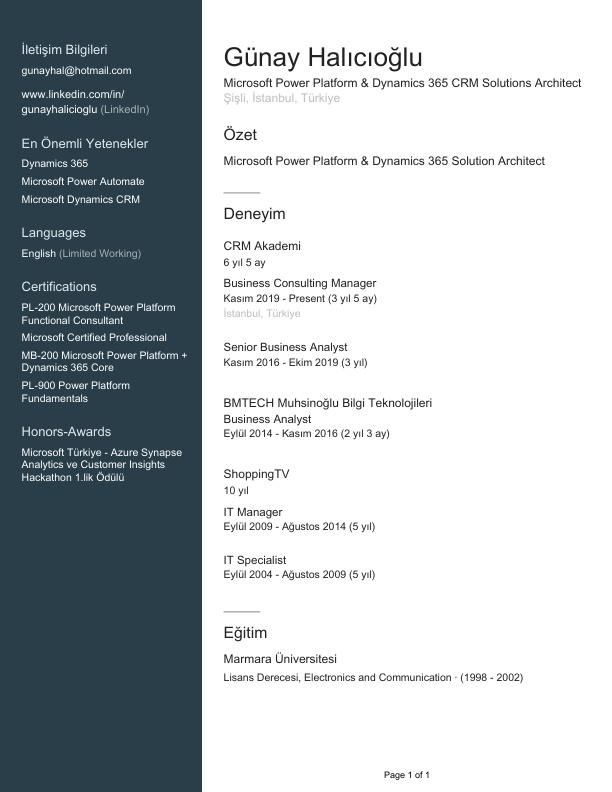 İletişim Bilgileri
gunayhal@hotmail.com
www.linkedin.com/in/
gunayhalicioglu (LinkedIn)
En Önemli Yetenekler
Dynamics 365
Microsoft Power Automate
Microsoft Dynamics CRM
Languages
English (Limited Working)
Certifications
PL-200 Microsoft Power Platform
Functional Consultant
Microsoft Certified Professional
MB-200 Microsoft Power Platform +
Dynamics 365 Core
PL-900 Power Platform
Fundamentals
Honors-Awards
Microsoft Türkiye - Azure Synapse
Analytics ve Customer Insights
Hackathon 1.lik Ödülü
Günay Halıcıoğlu
Microsoft Power Platform & Dynamics 365 CRM Solutions Architect
Şişli, İstanbul, Türkiye
Özet
Microsoft Power Platform & Dynamics 365 Solution Architect
Deneyim
CRM Akademi
6 yıl 5 ay
Business Consulting Manager
Kasım 2019 - Present (3 yıl 5 ay)
İstanbul, Türkiye
Senior Business Analyst
Kasım 2016 - Ekim 2019 (3 yıl)
BMTECH Muhsinoğlu Bilgi Teknolojileri
Business Analyst
Eylül 2014 - Kasım 2016 (2 yıl 3 ay)
ShoppingTV
10 yıl
IT Manager
Eylül 2009 - Ağustos 2014 (5 yıl)
IT Specialist
Eylül 2004 - Ağustos 2009 (5 yıl)
Eğitim
Marmara Üniversitesi
Lisans Derecesi, Electronics and Communication · (1998 - 2002)
Page 1 of 1